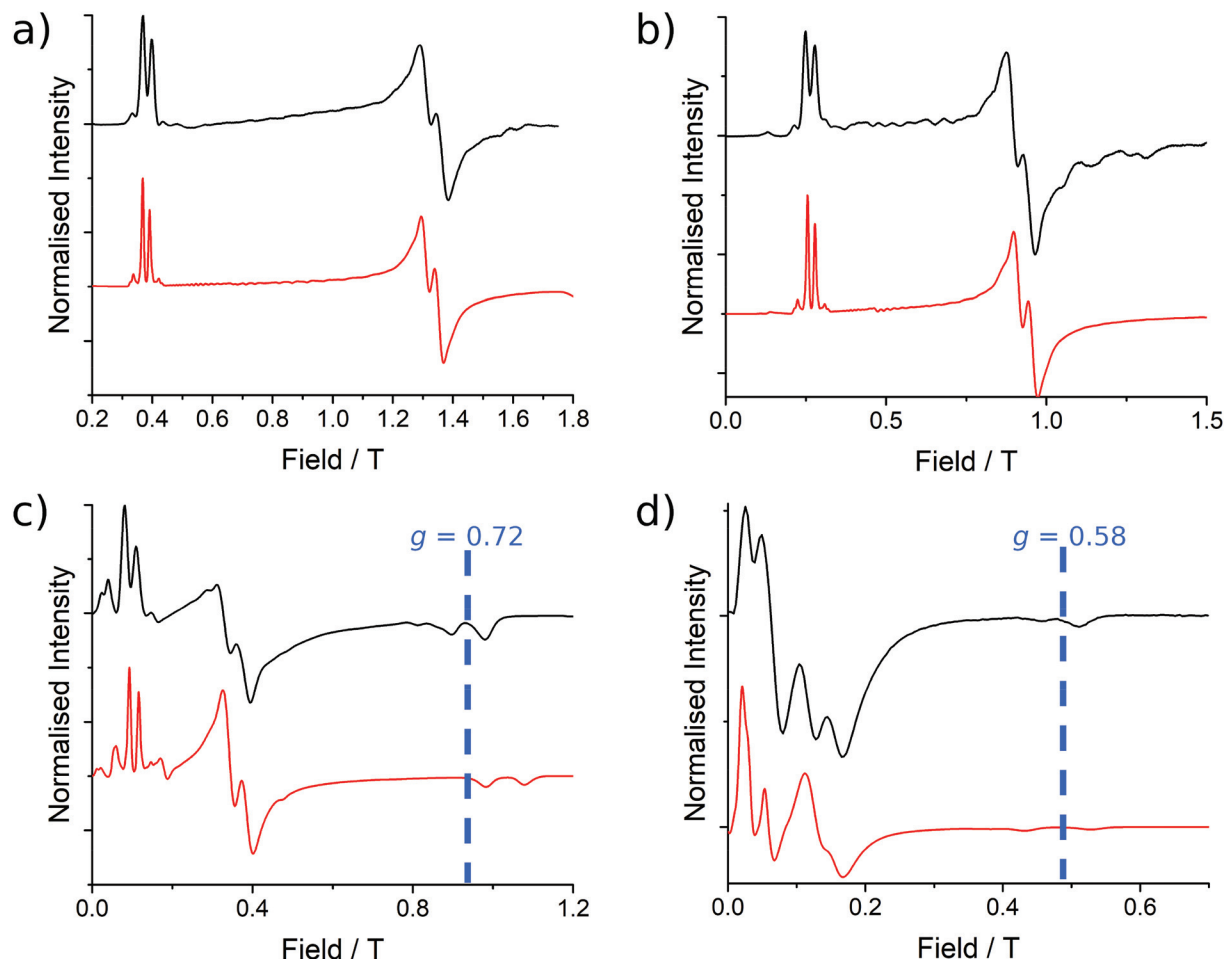 a)
Normalised Intensity
0.2 0.4 0.6 0.8 1.0 1.2 1.4 1.6 1.8
Field / T
b)
Normalised Intensity
0.0 0.5 1.0 1.5
Field / T
c)
g = 0.72
Normalised Intensity
0.0 0.4 0.8 1.2
Field / T
d)
g = 0.58
Normalised Intensity
0.0 0.2 0.4 0.6
Field / T